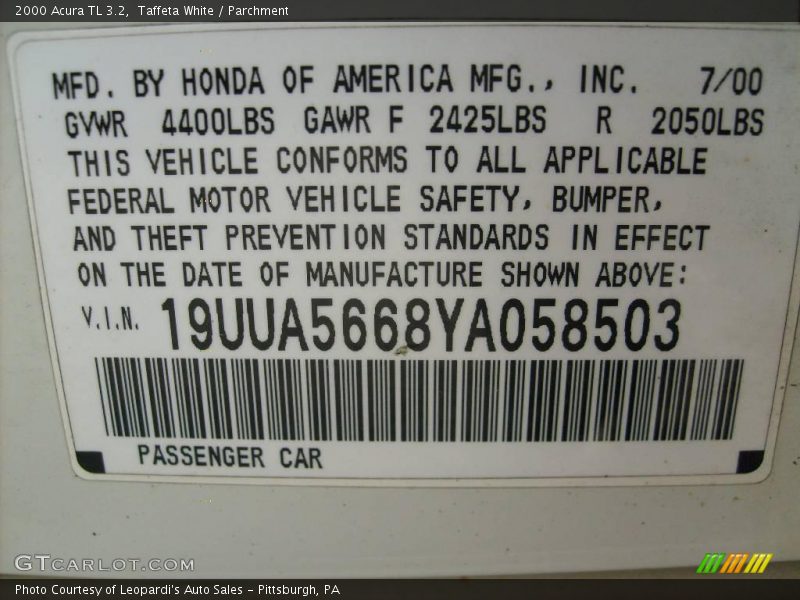 2000 Acura TL 3.2,  Taffeta White / Parchment
MFD. BY HONDA OF AMERICA MFG., INC. 7/00
GVWR 4400LBS GAWR F 2425LBS R 2050LBS
THIS VEHICLE CONFORMS TO ALL APPLICABLE
FEDERAL MOTOR VEHICLE SAFETY, BUMPER,
AND THEFT PREVENTION STANDARDS IN EFFECT
ON THE DATE OF MANUFACTURE SHOWN ABOVE:
V.I.N. 19UUA5668YA058503
PASSENGER CAR
GTCARLOT.COM
Photo Courtesy of Leopardi's Auto Sales - Pittsburgh, PA